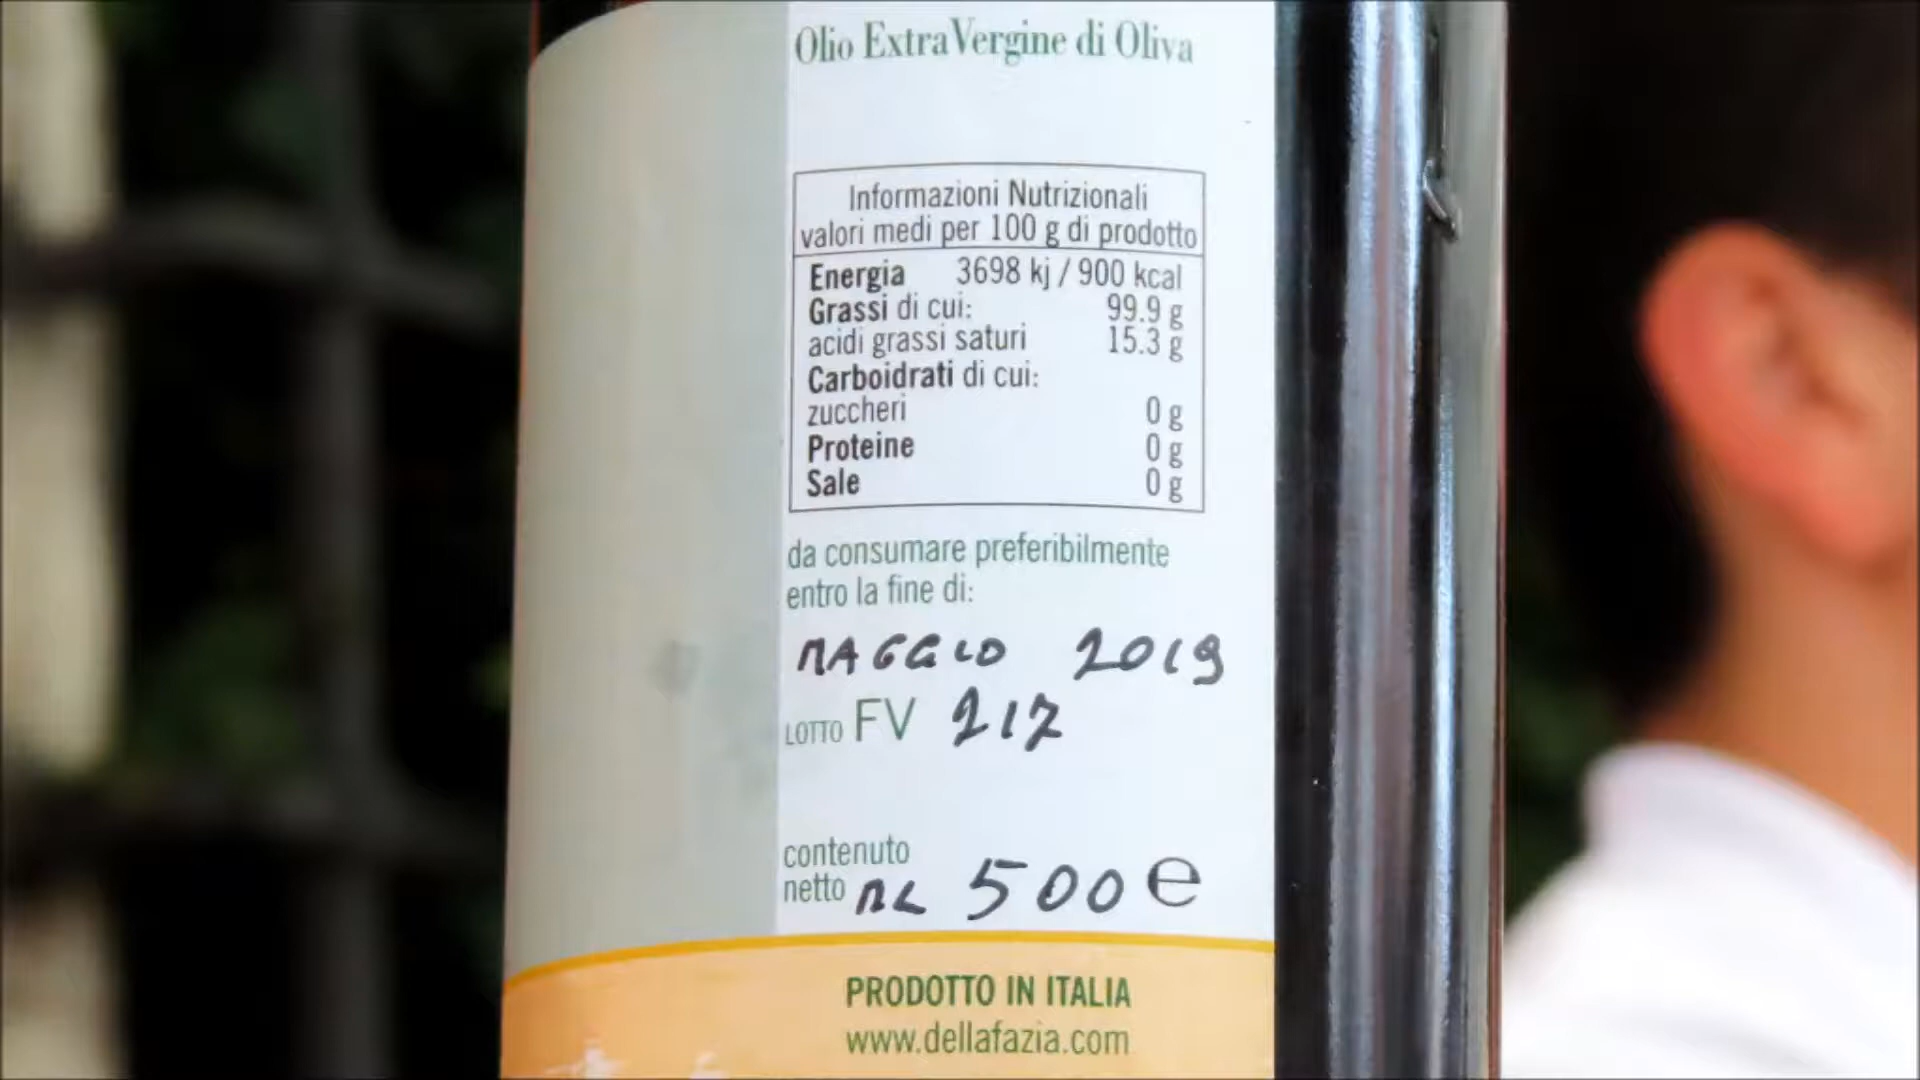 Olio Extra Vergine di Oliva
Informazioni Nutrizionali
valori medi per 100 g di prodotto
Energia 3698 kj / 900 kcal
Grassi di cui: 99.9 g
acidi grassi saturi 15.3 g
Carboidrati di cui:
zuccheri 0 g
Proteine 0 g
Sale 0 g
da consumare preferibilmente
entro la fine di:
MAGGIO 2019
LOTTO FV 217
contenuto
netto ML 500 e
PRODOTTO IN ITALIA
www.dellafazia.com